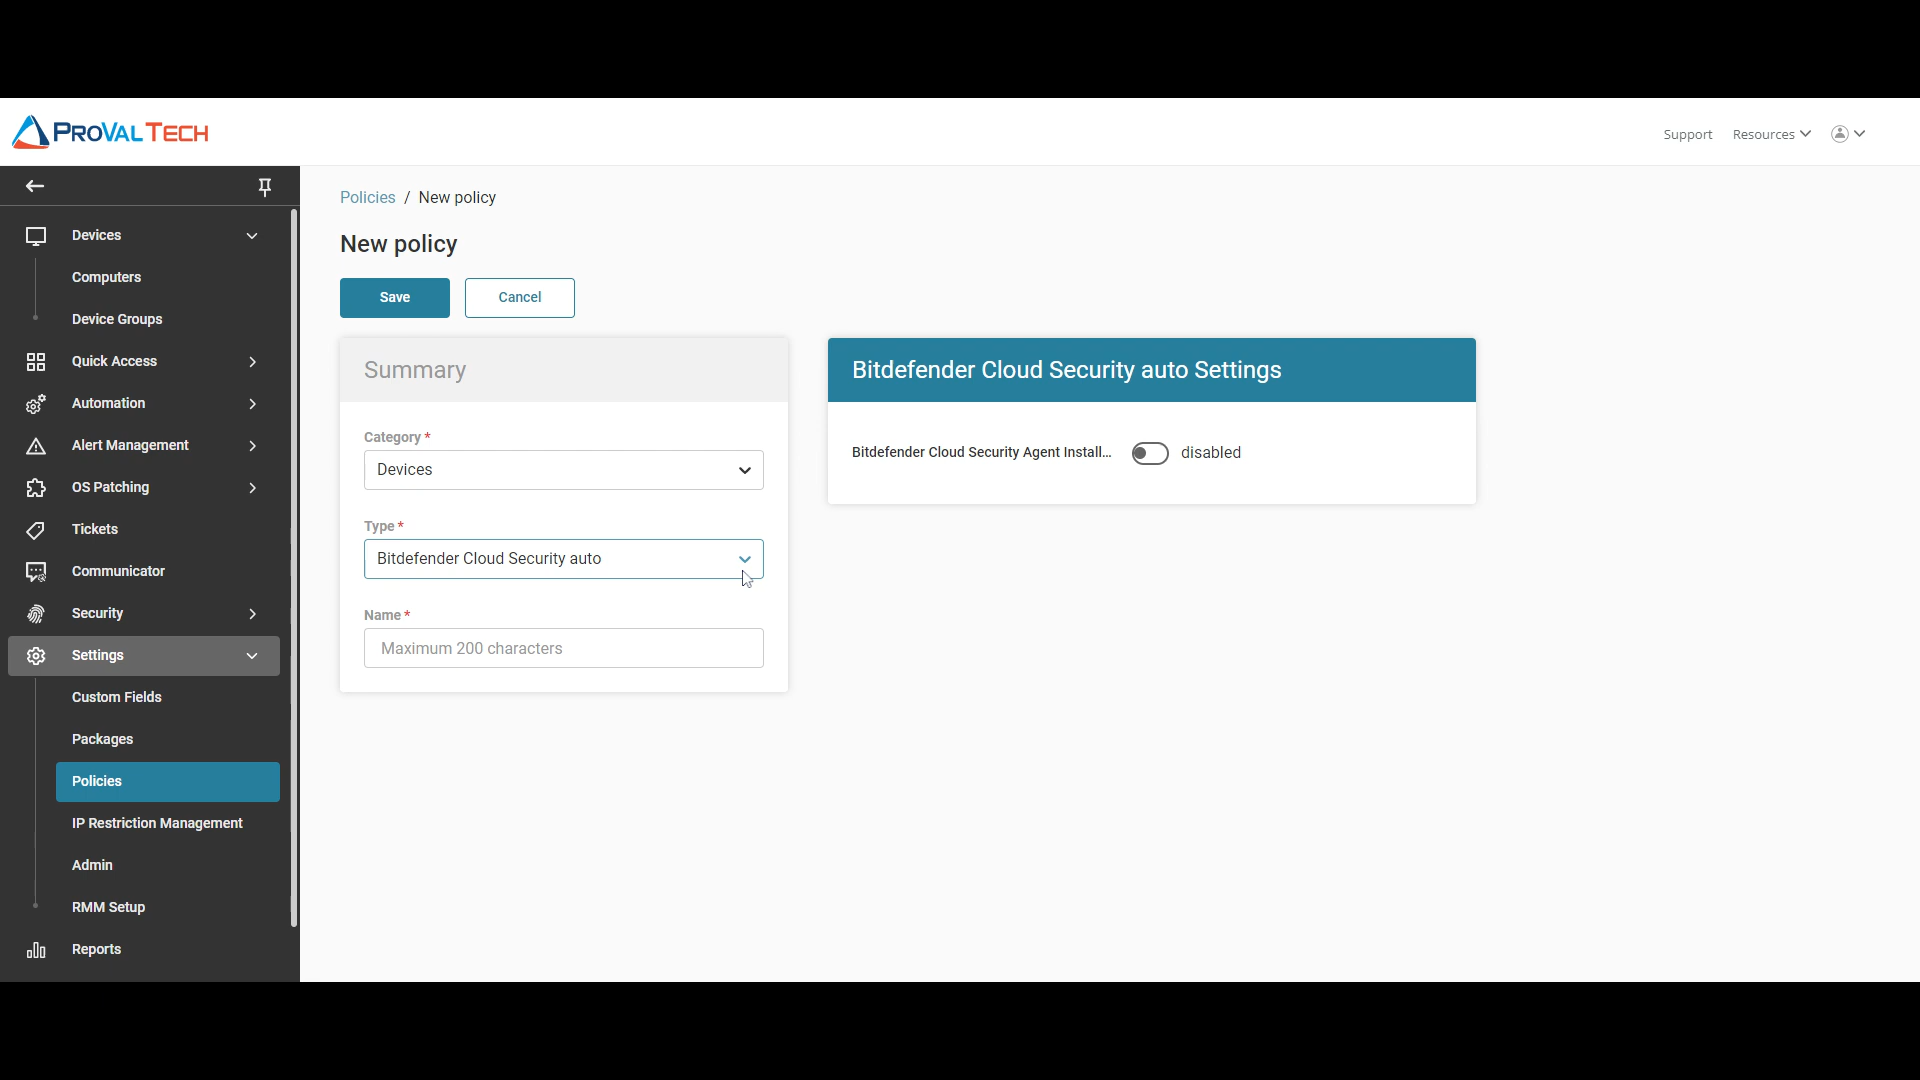 PROVAL TECH
Support
Resources
Devices
Computers
Device Groups
Quick Access
Automation
Alert Management
OS Patching
Tickets
Communicator
Security
Settings
Custom Fields
Packages
Policies
IP Restriction Management
Admin
RMM Setup
Reports
Policies / New policy
New policy
Save
Cancel
Summary
Category *
Devices
Type *
Bitdefender Cloud Security auto
Name *
Maximum 200 characters
Bitdefender Cloud Security auto Settings
Bitdefender Cloud Security Agent Install... disabled